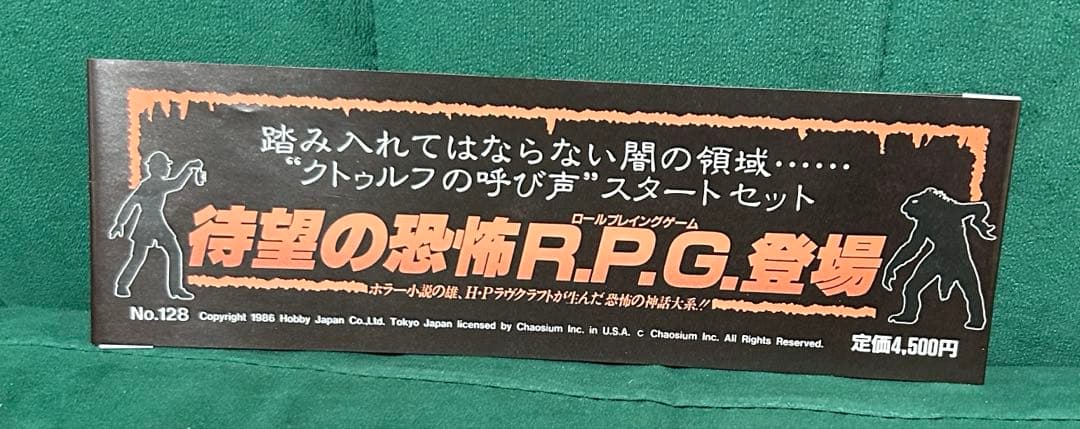 踏み入れてはならない闇の領域……
“クトゥルフの呼び声”スタートセット
ロールプレイングゲーム
待望の恐怖R.P.G.登場
ホラー小説の雄、H・Pラヴクラフトが生んだ恐怖の神話大系!!
No.128 Copyright 1986 Hobby Japan Co.,Ltd. Tokyo Japan licensed by Chaosium Inc. in U.S.A. C Chaosium Inc. All Rights Reserved. 定価4,500円